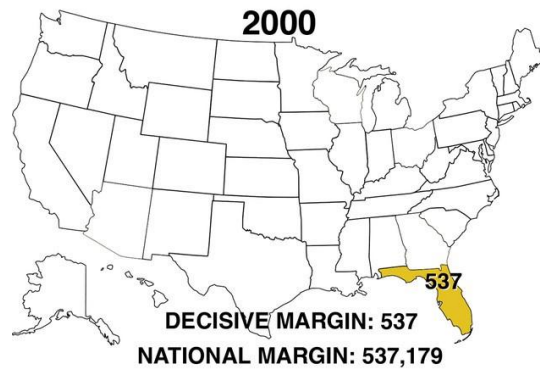 2000
537
DECISIVE MARGIN: 537
NATIONAL MARGIN: 537,179